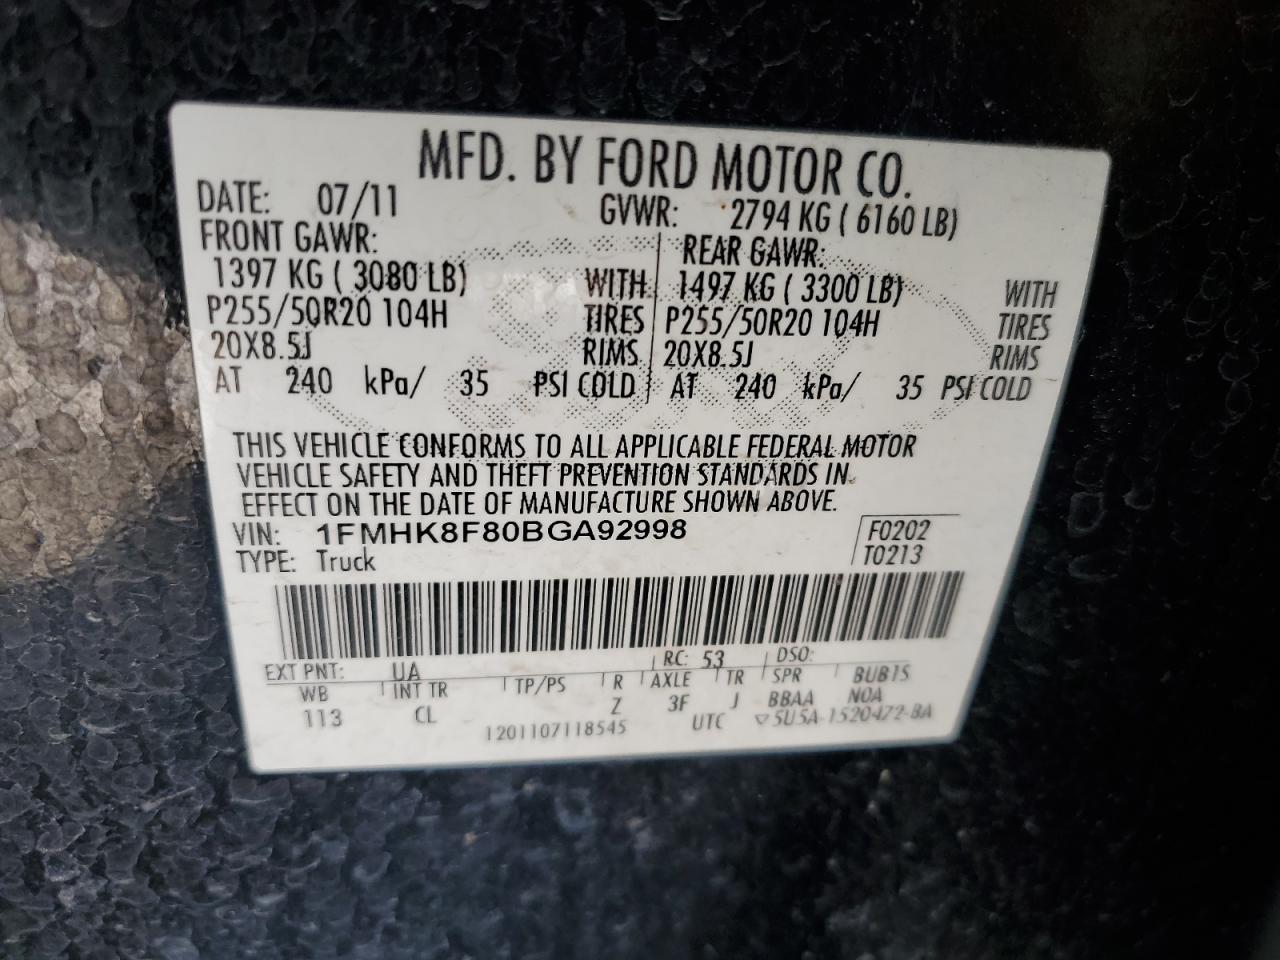 MFD. BY FORD MOTOR CO.
DATE: 07/11 GVWR: 2794 KG ( 6160 LB)
FRONT GAWR: REAR GAWR:
1397 KG ( 3080 LB) WITH 1497 KG ( 3300 LB) WITH
P255/50R20 104H TIRES P255/50R20 104H TIRES
20X8.5J RIMS 20X8.5J RIMS
AT 240 kPa/ 35 PSI COLD AT 240 kPa/ 35 PSI COLD
THIS VEHICLE CONFORMS TO ALL APPLICABLE FEDERAL MOTOR
VEHICLE SAFETY AND THEFT PREVENTION STANDARDS IN
EFFECT ON THE DATE OF MANUFACTURE SHOWN ABOVE.
VIN: 1FMHK8F80BGA92998 F0202
TYPE: Truck T0213
EXT PNT: UA RC: 53 DSO:
WB INT TR TP/PS R AXLE TR SPR BUB15
113 CL Z 3F J BBAA NOA
1201107118545 UTC ▽5U5A-1520472-BA